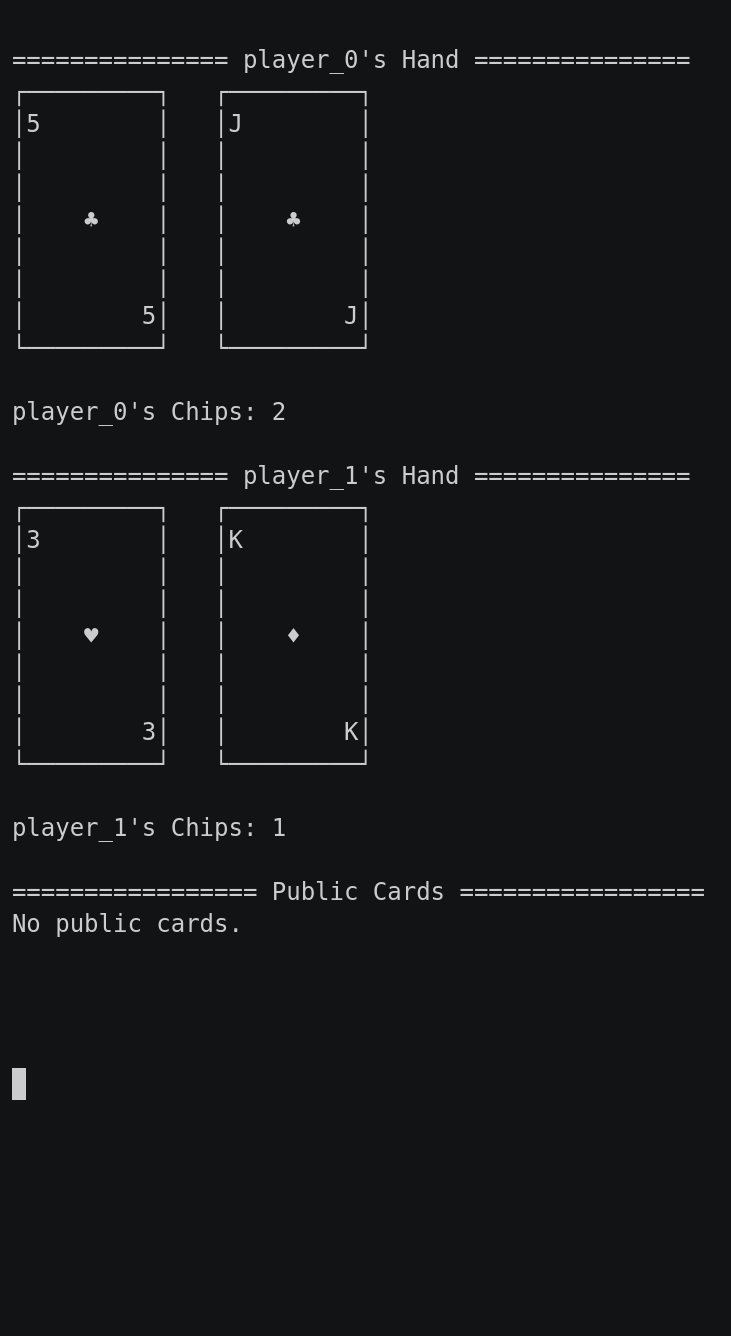 =============== player_0's Hand ===============
┌─────────┐   ┌─────────┐
│5        │   │J        │
│         │   │         │
│         │   │         │
│    ♣    │   │    ♣    │
│         │   │         │
│         │   │         │
│        5│   │        J│
└─────────┘   └─────────┘
player_0's Chips: 2
=============== player_1's Hand ===============
┌─────────┐   ┌─────────┐
│3        │   │K        │
│         │   │         │
│         │   │         │
│    ♥    │   │    ♦    │
│         │   │         │
│         │   │         │
│        3│   │        K│
└─────────┘   └─────────┘
player_1's Chips: 1
================= Public Cards =================
No public cards.